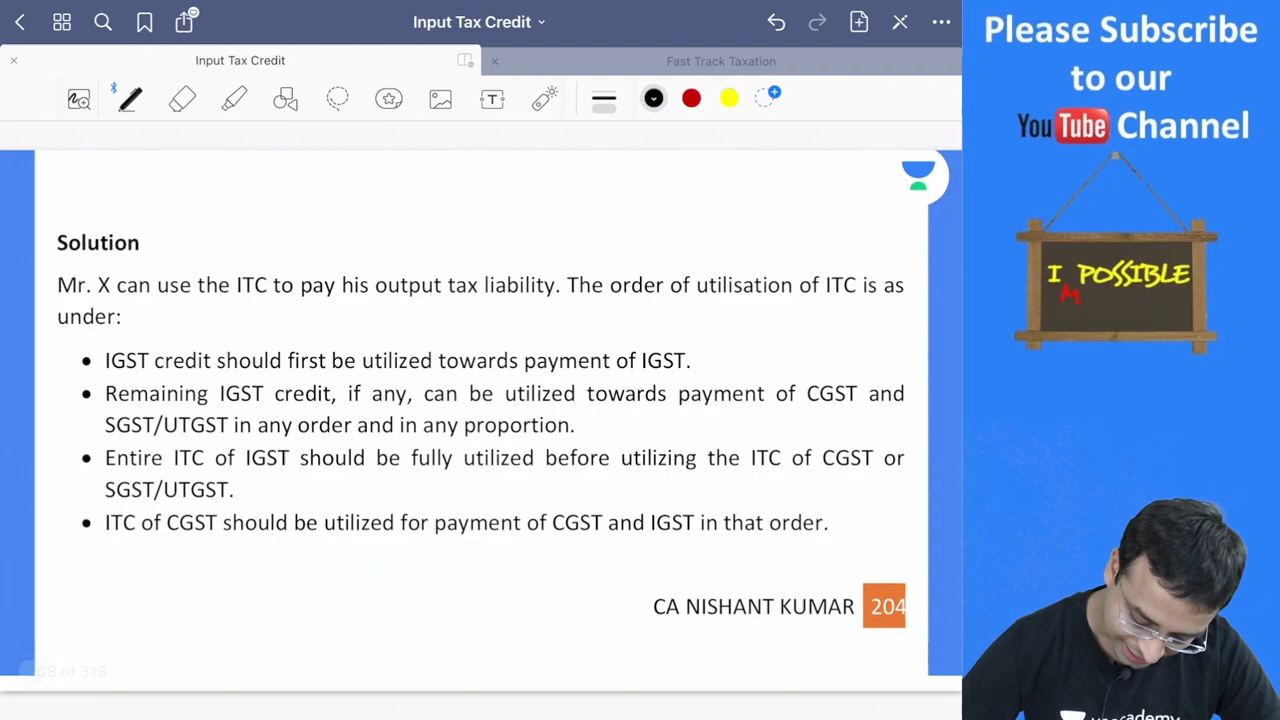 Input Tax Credit
Input Tax Credit
Fast Track Taxation
Please Subscribe
to our
YouTube Channel
I POSSIBLE
M
Solution
Mr. X can use the ITC to pay his output tax liability. The order of utilisation of ITC is as
under:
• IGST credit should first be utilized towards payment of IGST.
• Remaining IGST credit, if any, can be utilized towards payment of CGST and
SGST/UTGST in any order and in any proportion.
• Entire ITC of IGST should be fully utilized before utilizing the ITC of CGST or
SGST/UTGST.
• ITC of CGST should be utilized for payment of CGST and IGST in that order.
CA NISHANT KUMAR 204
of 318